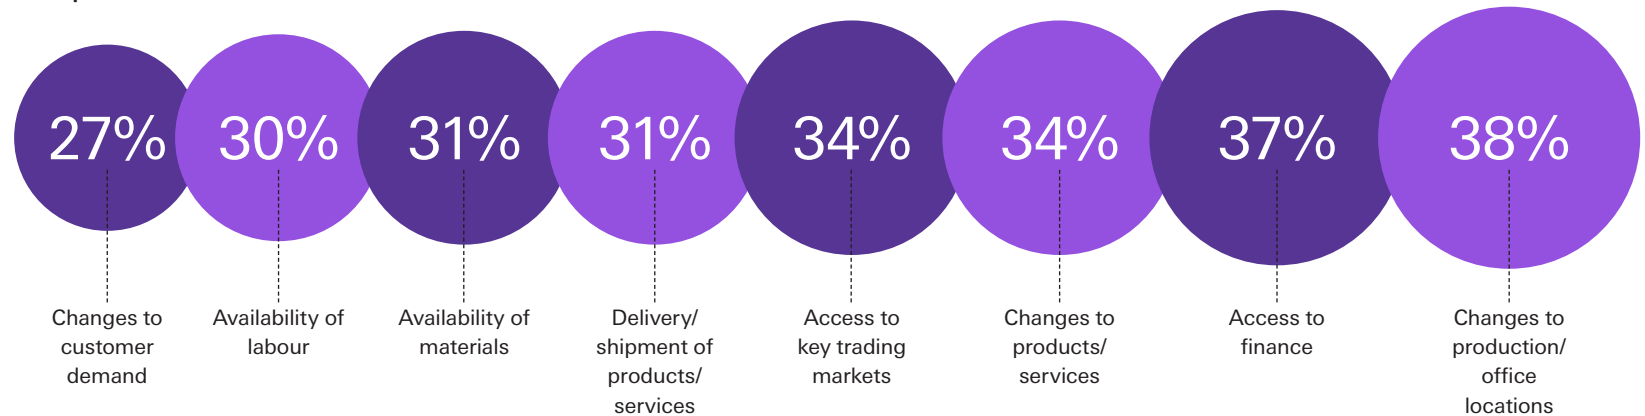 27%
30%
31%
31%
34%
34%
37%
38%
Changes to
customer
demand
Availability of
labour
Availability of
materials
Delivery/
shipment of
products/
services
Access to
key trading
markets
Changes to
products/
services
Access to
finance
Changes to
production/
office
locations